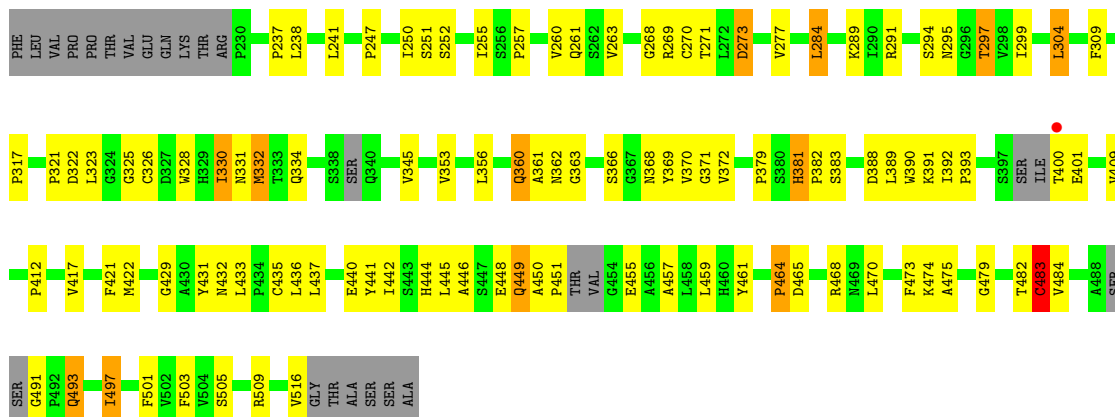 PHE LEU VAL PRO PRO THR VAL GLU GLN LYS THR ARG P230 P237 L238 L241 P247 I250 S251 S252 I255 S256 P257 V260 Q261 S262 V263 G268 R269 C270 T271 L272 D273 V277 L284 K289 I290 R291 S294 N295 G296 T297 V298 I299 L304 F309
P317 P321 D322 L323 G324 G325 C326 D327 W328 H329 I330 N331 M332 T333 Q334 S338 SER Q340 V345 V353 L356 Q360 A361 N362 G363 S366 G367 N368 Y369 V370 G371 V372 P379 S380 H381 P382 S383 D388 L389 W390 K391 I392 P393 S397 SER ILE T400 E401
P412 V417 F421 M422 G429 A430 Y431 N432 L433 P434 C435 L436 L437 E440 Y441 I442 S443 H444 L445 A446 S447 E448 Q449 A450 P451 THR VAL G454 E455 A456 A457 L458 L459 H460 Y461 P464 D465 R468 N469 L470 F473 K474 A475 G479 T482 C483 V484 A488
SER G491 P492 Q493 I497 F501 V502 F503 V504 S505 R509 V516 GLY THR ALA SER SER ALA